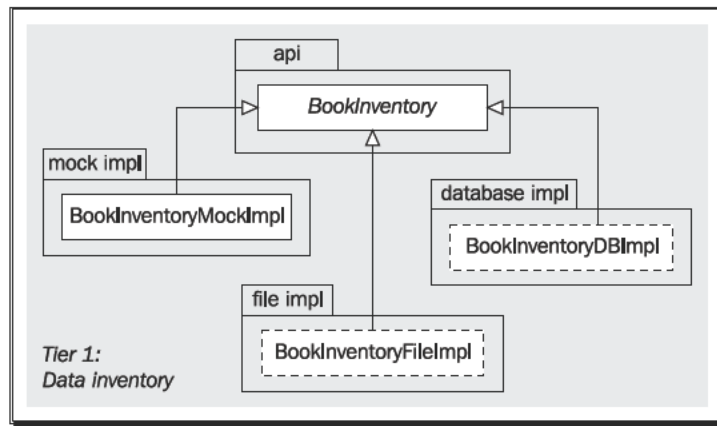 api
BookInventory
mock impl
BookInventoryMockImpl
database impl
BookInventoryDBImpl
file impl
BookInventoryFileImpl
Tier 1:
Data inventory